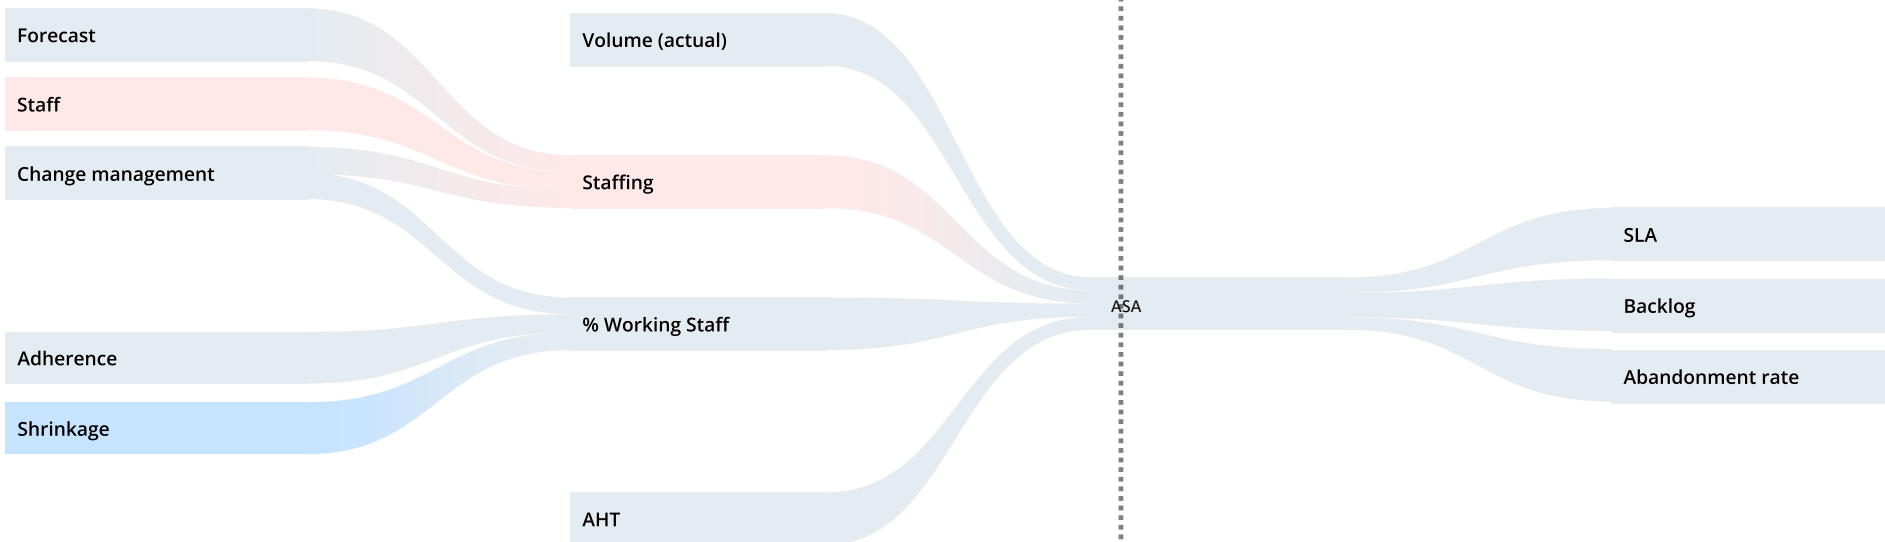 Forecast
Staff
Change management
Adherence
Shrinkage
Volume (actual)
Staffing
% Working Staff
AHT
ASA
SLA
Backlog
Abandonment rate